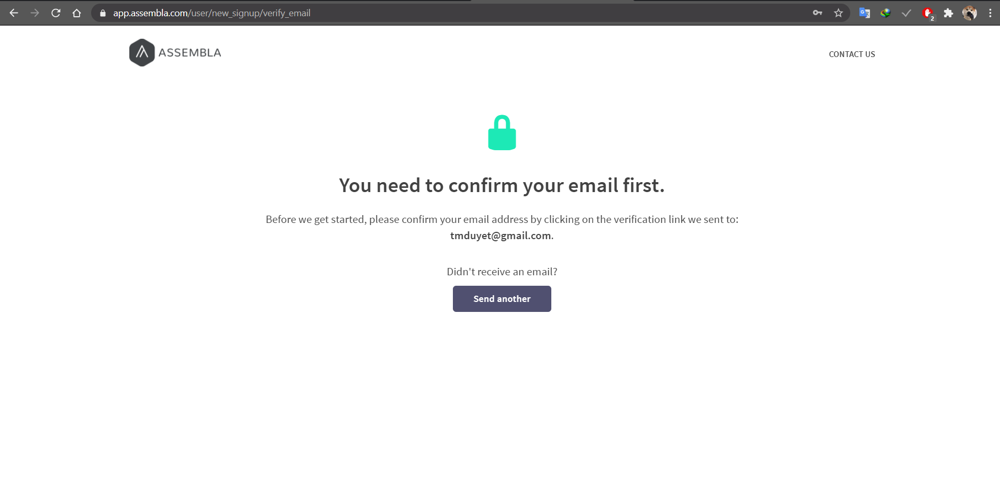 app.assembla.com/user/new_signup/verify_email
2
ASSEMBLA
CONTACT US
You need to confirm your email first.
Before we get started, please confirm your email address by clicking on the verification link we sent to:
tmduyet@gmail.com.
Didn't receive an email?
Send another